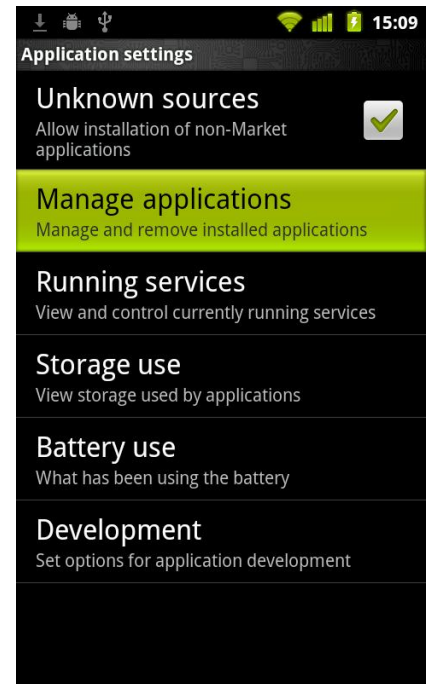 15:09
Application settings
Unknown sources
Allow installation of non-Market
applications
Manage applications
Manage and remove installed applications
Running services
View and control currently running services
Storage use
View storage used by applications
Battery use
What has been using the battery
Development
Set options for application development